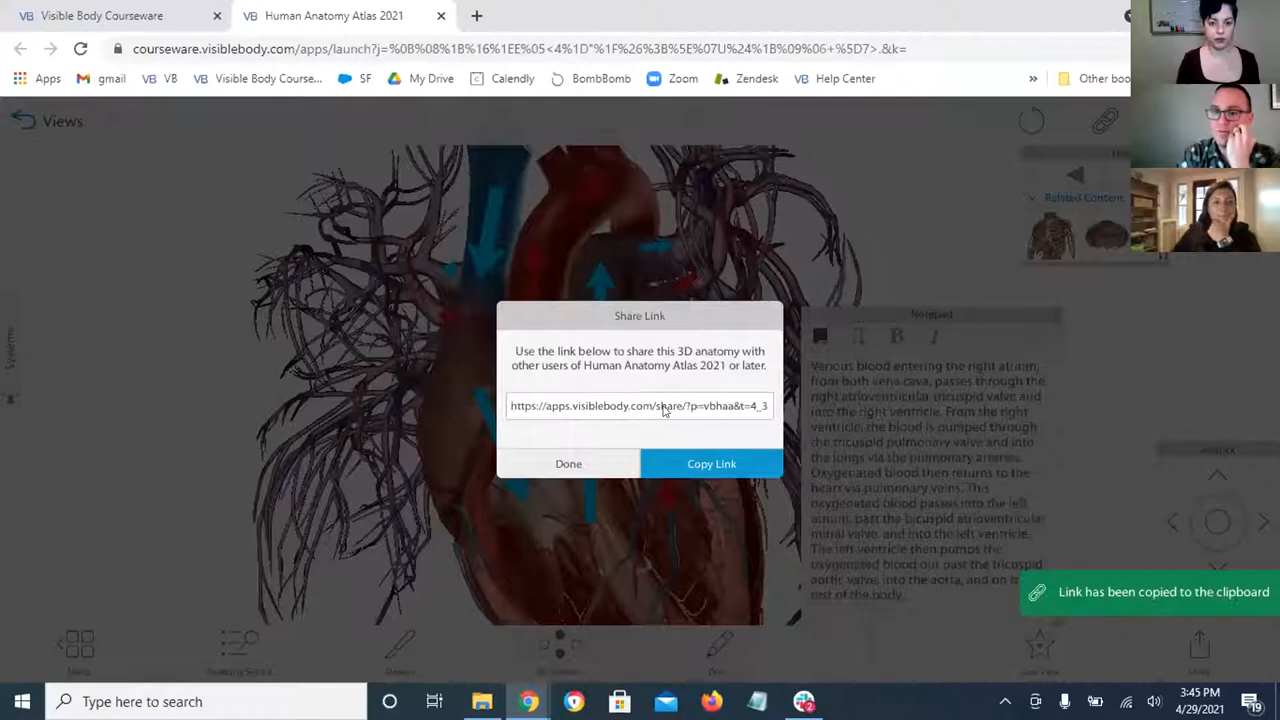 Visible Body Courseware
Human Anatomy Atlas 2021
courseware.visiblebody.com/apps/launch?j=%0B%08%1B%16%1EE%05<4%1D"%1F%26%3B%5E%07U%24%1B%09%06+%5D7>.&k=
Apps gmail VB Visible Body Course... SF My Drive Calendly BombBomb Zoom Zendesk Help Center » Other boo
Views
Related Content
Systems
Share Link
Use the link below to share this 3D anatomy with
other users of Human Anatomy Atlas 2021 or later.
https://apps.visiblebody.com/share/?p=vbhaa&t=4_3
Done
Copy Link
Notepad
T B I
Venous blood entering the right atrium,
from both vena cava, passes through the
right atrioventricular tricuspid valve and
into the right ventricle. From the right
ventricle, the blood is pumped through
the tricuspid pulmonary valve and into
the lungs via the pulmonary arteries.
Oxygenated blood then returns to the
heart via pulmonary veins. This
oxygenated blood passes into the left
atrium, past the bicuspid atrioventricular
mitral valve, and into the left ventricle.
The left ventricle then pumps the
oxygenated blood out past the tricuspid
aortic valve, into the aorta, and on to
rest of the body.
Link has been copied to the clipboard
Menu
Type here to search
3:45 PM
4/29/2021
19